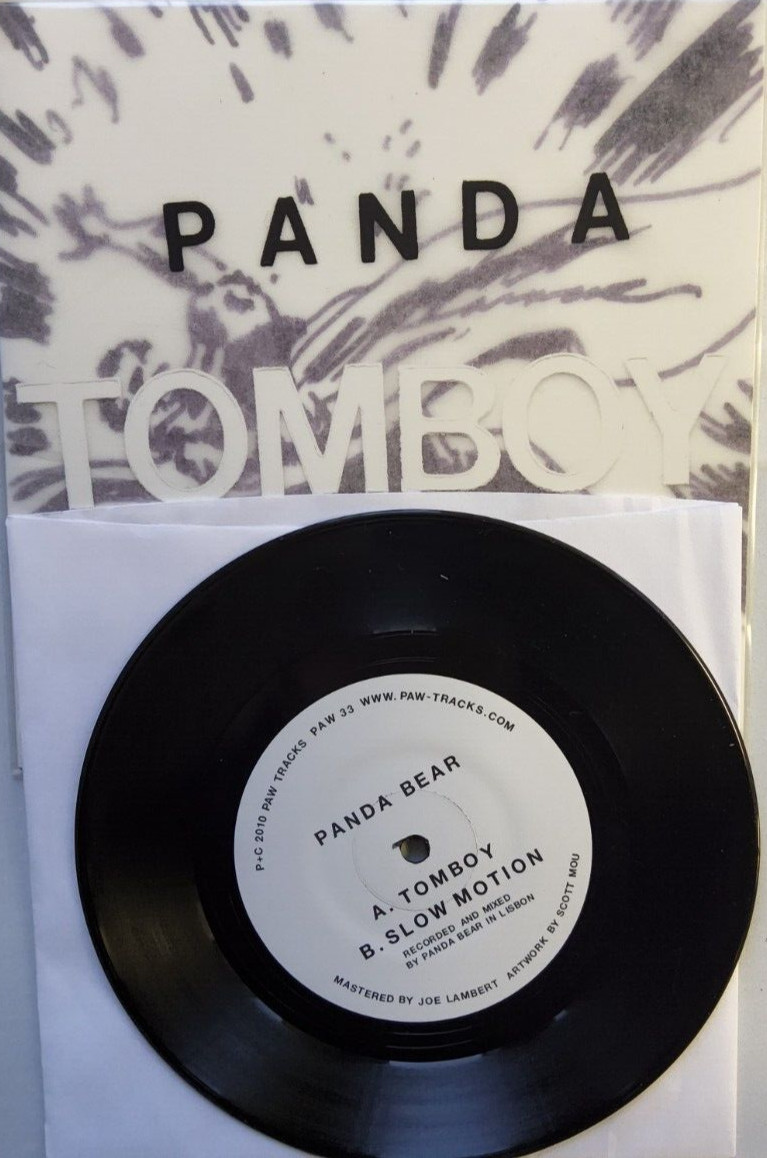 PANDA
TOMBOY
P+C 2010 PAW TRACKS PAW 33 WWW.PAW-TRACKS.COM
PANDA BEAR
A. TOMBOY
B. SLOW MOTION
RECORDED AND MIXED
BY PANDA BEAR IN LISBON
MASTERED BY JOE LAMBERT ARTWORK BY SCOTT MOU